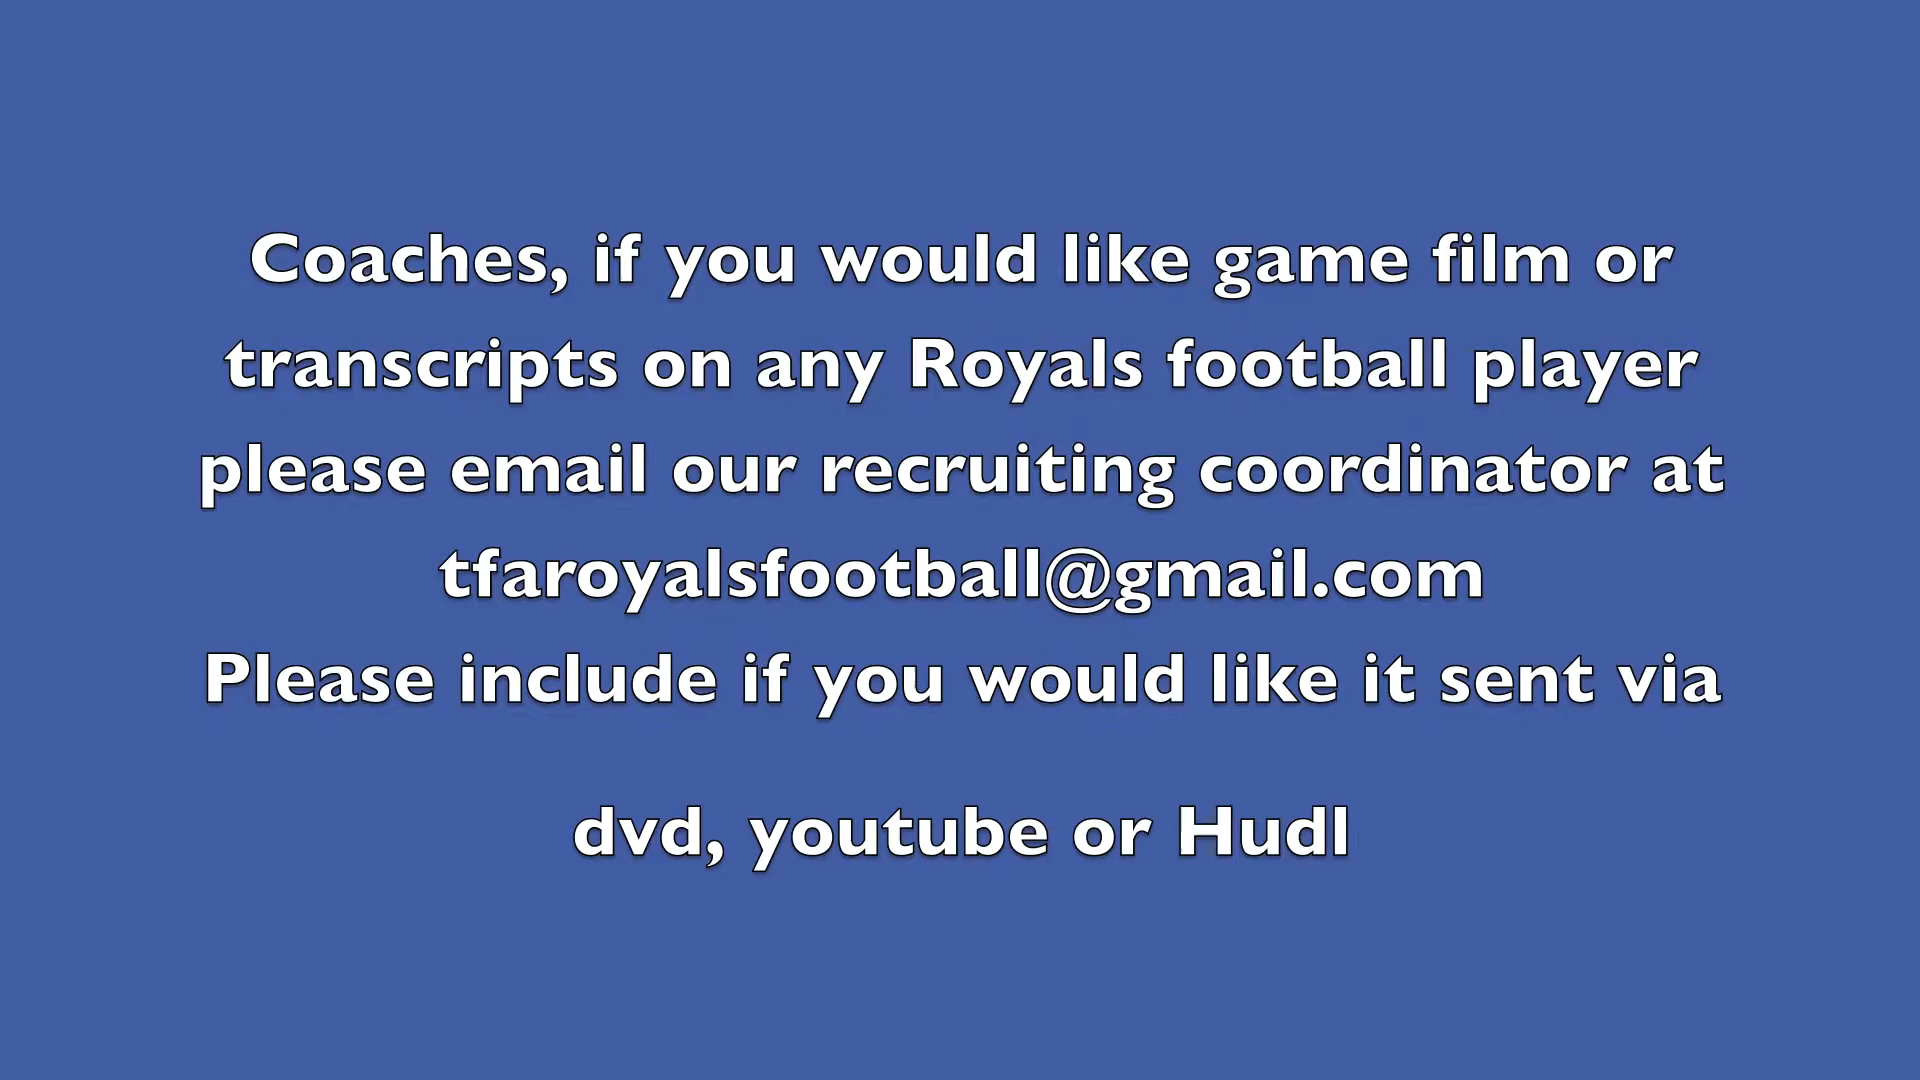 Coaches, if you would like game film or
transcripts on any Royals football player
please email our recruiting coordinator at
tfaroyalsfootball@gmail.com
Please include if you would like it sent via
dvd, youtube or Hudl